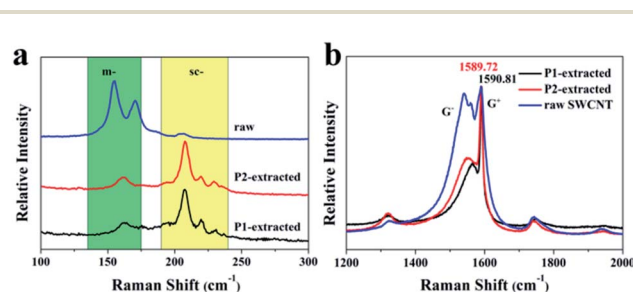 a
m-
sc-
raw
P2-extracted
P1-extracted
Relative Intensity
100 150 200 250 300
Raman Shift (cm⁻¹)
b
1589.72
1590.81
G⁻
G⁺
P1-extracted
P2-extracted
raw SWCNT
Relative Intensity
1200 1400 1600 1800 2000
Raman Shift (cm⁻¹)